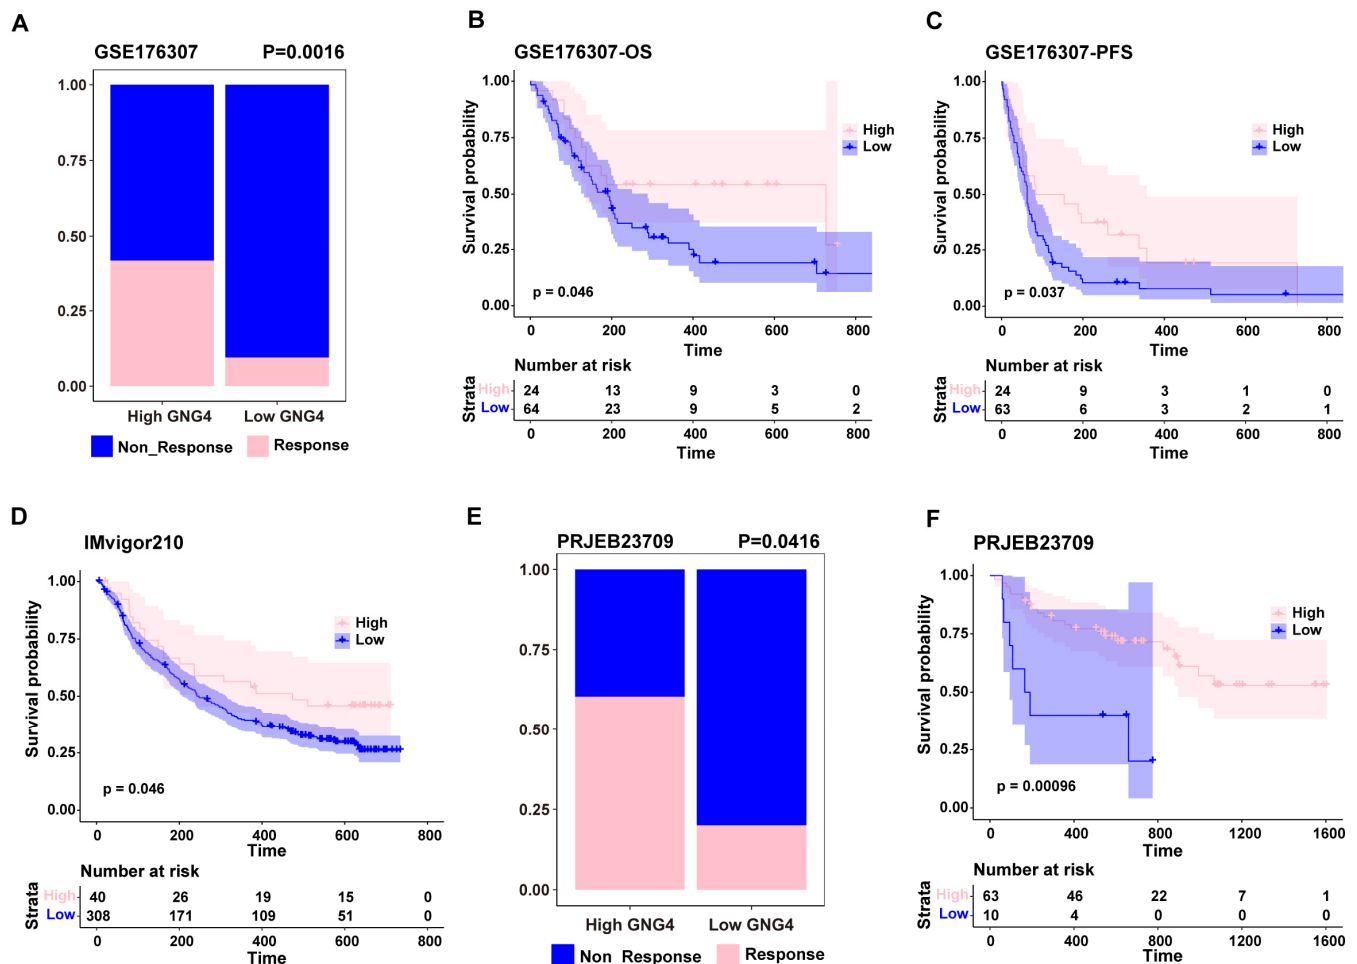 A
GSE176307 P=0.0016
1.00
0.75
0.50
0.25
0.00
High GNG4 Low GNG4
Non_Response Response
B
GSE176307-OS
Survival probability
1.00
0.75
0.50
0.25
0.00
High
Low
p = 0.046
0 200 400 600 800
Time
Number at risk
Strata
High 24 13 9 3 0
Low 64 23 9 5 2
0 200 400 600 800
Time
C
GSE176307-PFS
Survival probability
1.00
0.75
0.50
0.25
0.00
High
Low
p = 0.037
0 200 400 600 800
Time
Number at risk
Strata
High 24 9 3 1 0
Low 63 6 3 2 1
0 200 400 600 800
Time
D
IMvigor210
Survival probability
1.00
0.75
0.50
0.25
0.00
High
Low
p = 0.046
0 200 400 600 800
Time
Number at risk
Strata
High 40 26 19 15 0
Low 308 171 109 51 0
0 200 400 600 800
Time
E
PRJEB23709 P=0.0416
1.00
0.75
0.50
0.25
0.00
High GNG4 Low GNG4
Non_Response Response
F
PRJEB23709
Survival probability
1.00
0.75
0.50
0.25
0.00
High
Low
p = 0.00096
0 400 800 1200 1600
Time
Number at risk
Strata
High 63 46 22 7 1
Low 10 4 0 0 0
0 400 800 1200 1600
Time